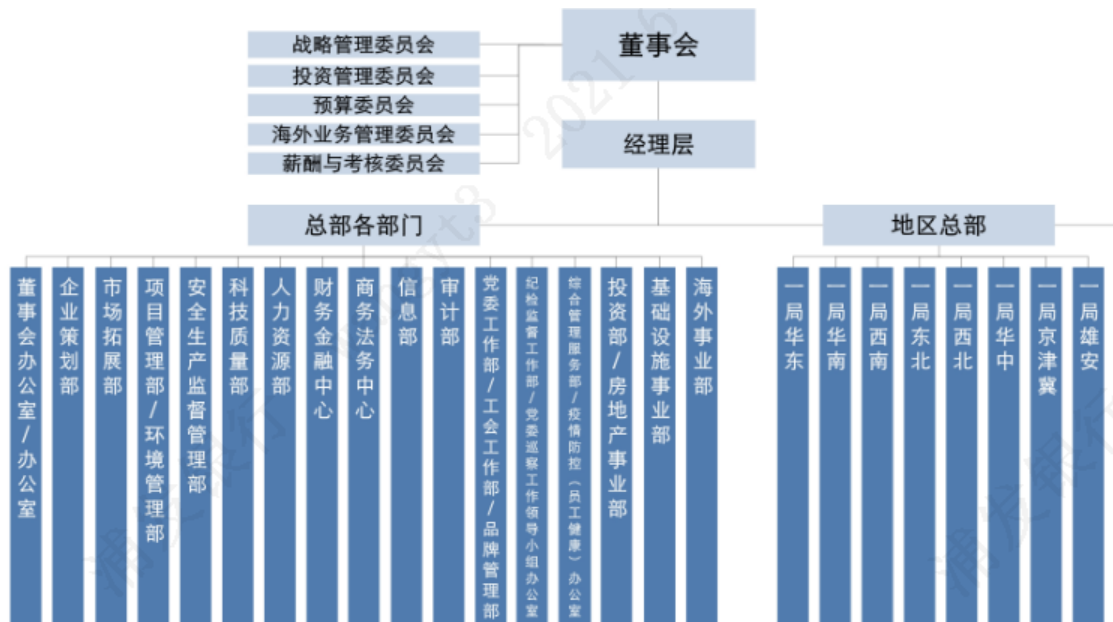 董事会
战略管理委员会
投资管理委员会
预算委员会
海外业务管理委员会
薪酬与考核委员会
经理层
总部各部门
地区总部
董事会办公室/办公室
企业策划部
市场拓展部
项目管理部/环境管理部
安全生产监督管理部
科技质量部
人力资源部
财务金融中心
商务法务中心
信息部
审计部
党委工作部/工会工作部/品牌管理部
纪检监督工作部/党委巡察工作领导小组办公室
综合管理服务部/疫情防控（员工健康）办公室
投资部/房地产事业部
基础设施事业部
海外事业部
一局华东
一局华南
一局西南
一局东北
一局西北
一局华中
一局京津冀
一局雄安
浦发银行
浦发银行